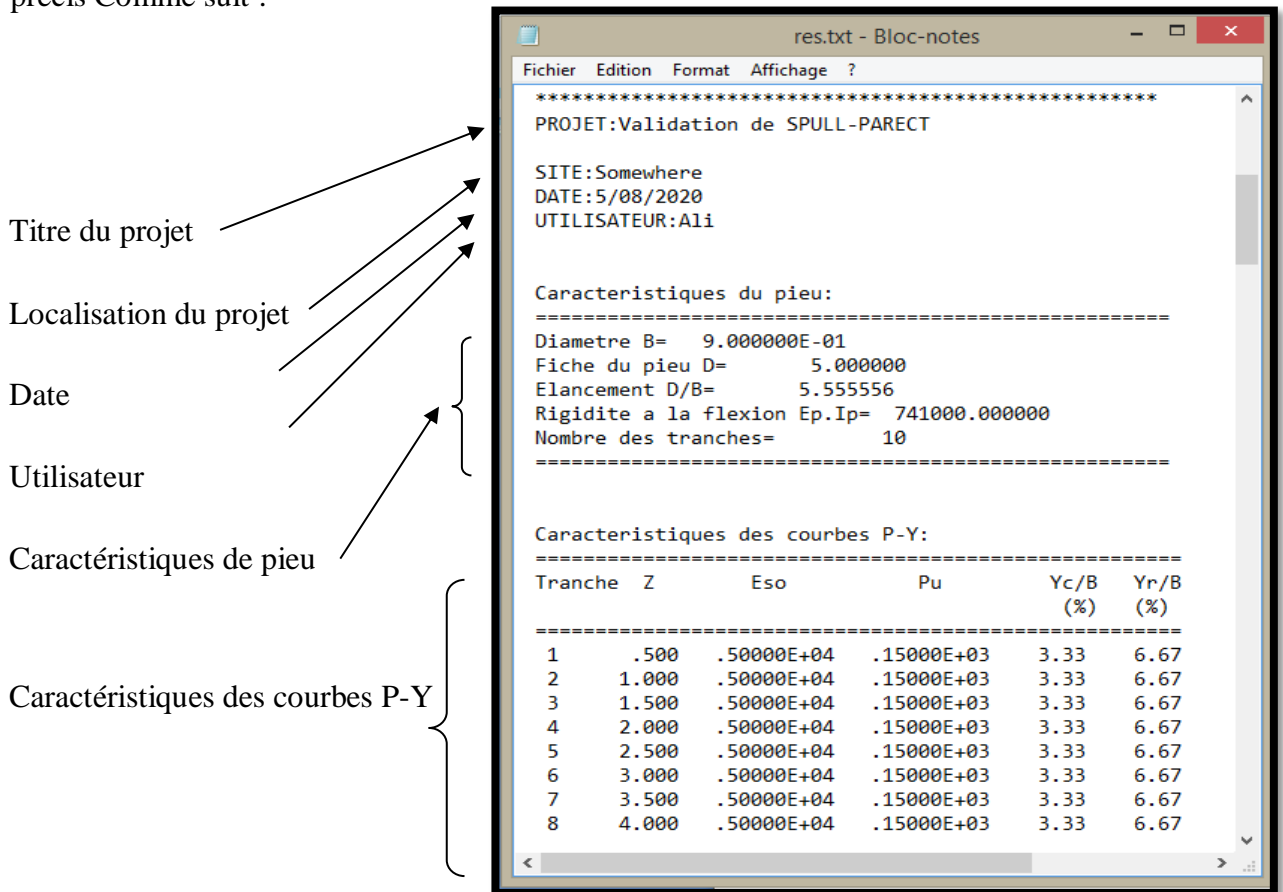 précis Comme suit :
Titre du projet
Localisation du projet
Date
Utilisateur
Caractéristiques de pieu
Caractéristiques des courbes P-Y
res.txt - Bloc-notes
Fichier Edition Format Affichage ?
****************************************************
PROJET:Validation de SPULL-PARECT
SITE:Somewhere
DATE:5/08/2020
UTILISATEUR:Ali
Caracteristiques du pieu:
=====================================================
Diametre B= 9.000000E-01
Fiche du pieu D= 5.000000
Elancement D/B= 5.555556
Rigidite a la flexion Ep.Ip= 741000.000000
Nombre des tranches= 10
=====================================================
Caracteristiques des courbes P-Y:
======================================================
Tranche Z Eso Pu Yc/B Yr/B
(%) (%)
======================================================
1 .500 .50000E+04 .15000E+03 3.33 6.67
2 1.000 .50000E+04 .15000E+03 3.33 6.67
3 1.500 .50000E+04 .15000E+03 3.33 6.67
4 2.000 .50000E+04 .15000E+03 3.33 6.67
5 2.500 .50000E+04 .15000E+03 3.33 6.67
6 3.000 .50000E+04 .15000E+03 3.33 6.67
7 3.500 .50000E+04 .15000E+03 3.33 6.67
8 4.000 .50000E+04 .15000E+03 3.33 6.67